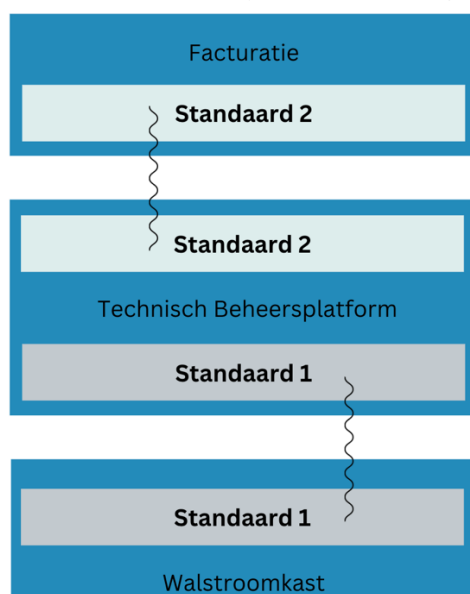 Facturatie
Standaard 2
Standaard 2
Technisch Beheersplatform
Standaard 1
Standaard 1
Walstroomkast